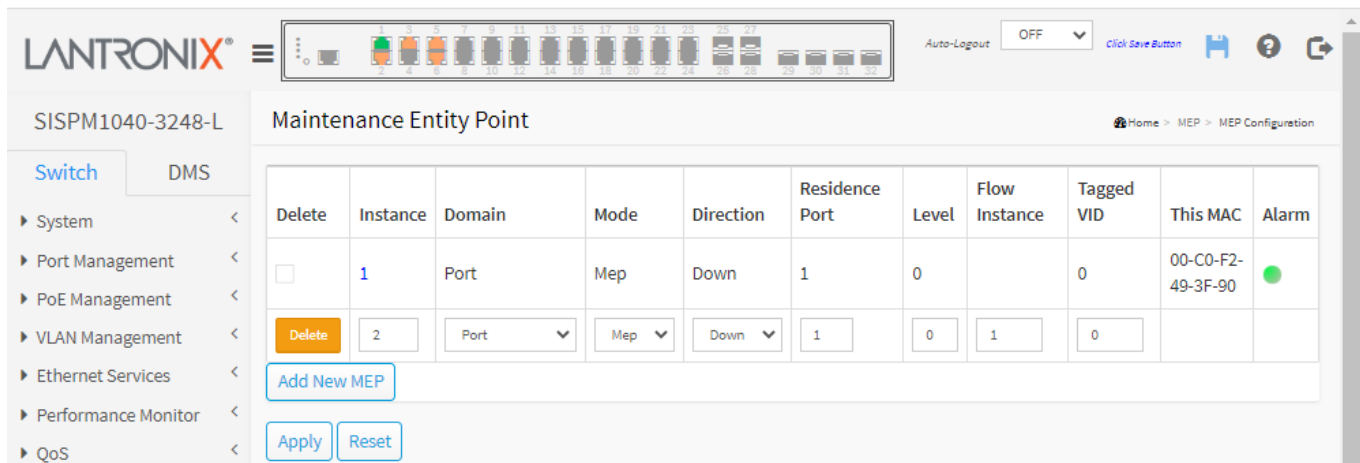 LANTRONIX®
1 3 5 7 9 11 13 15 17 19 21 23 25 27
2 4 6 8 10 12 14 16 18 20 22 24 26 28 29 30 31 32
Auto-Logout OFF Click Save Button
SISPM1040-3248-L
Switch DMS
System
Port Management
PoE Management
VLAN Management
Ethernet Services
Performance Monitor
QoS
Maintenance Entity Point
Home > MEP > MEP Configuration
Delete Instance Domain Mode Direction Residence Port Level Flow Instance Tagged VID This MAC Alarm
1 Port Mep Down 1 0 0 00-C0-F2-49-3F-90
Delete 2 Port Mep Down 1 0 1 0
Add New MEP
Apply Reset